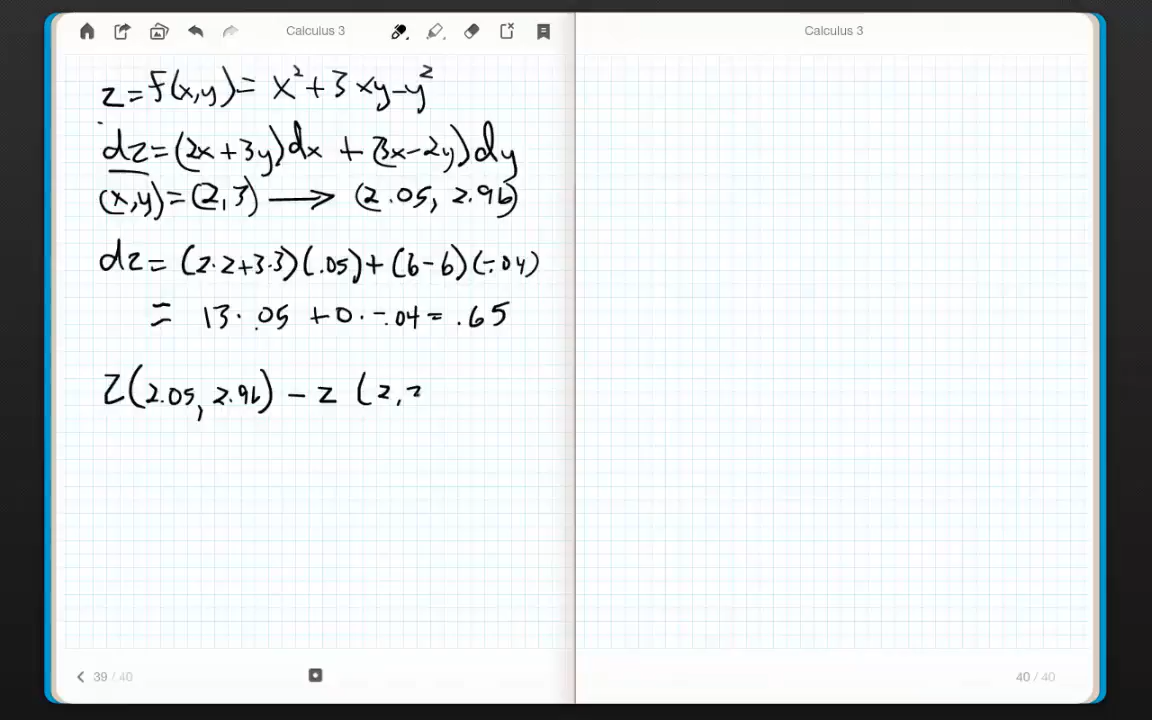 Calculus 3
z = f(x,y) = x² + 3xy - y²
dz = (2x + 3y)dx + (3x - 2y)dy
(x,y) = (2,3) → (2.05, 2.96)
dz = (2·2 + 3·3)(.05) + (6 - 6)(-.04)
= 13·.05 + 0·-.04 = .65
z(2.05, 2.96) - z (2,
39 / 40
Calculus 3
40 / 40